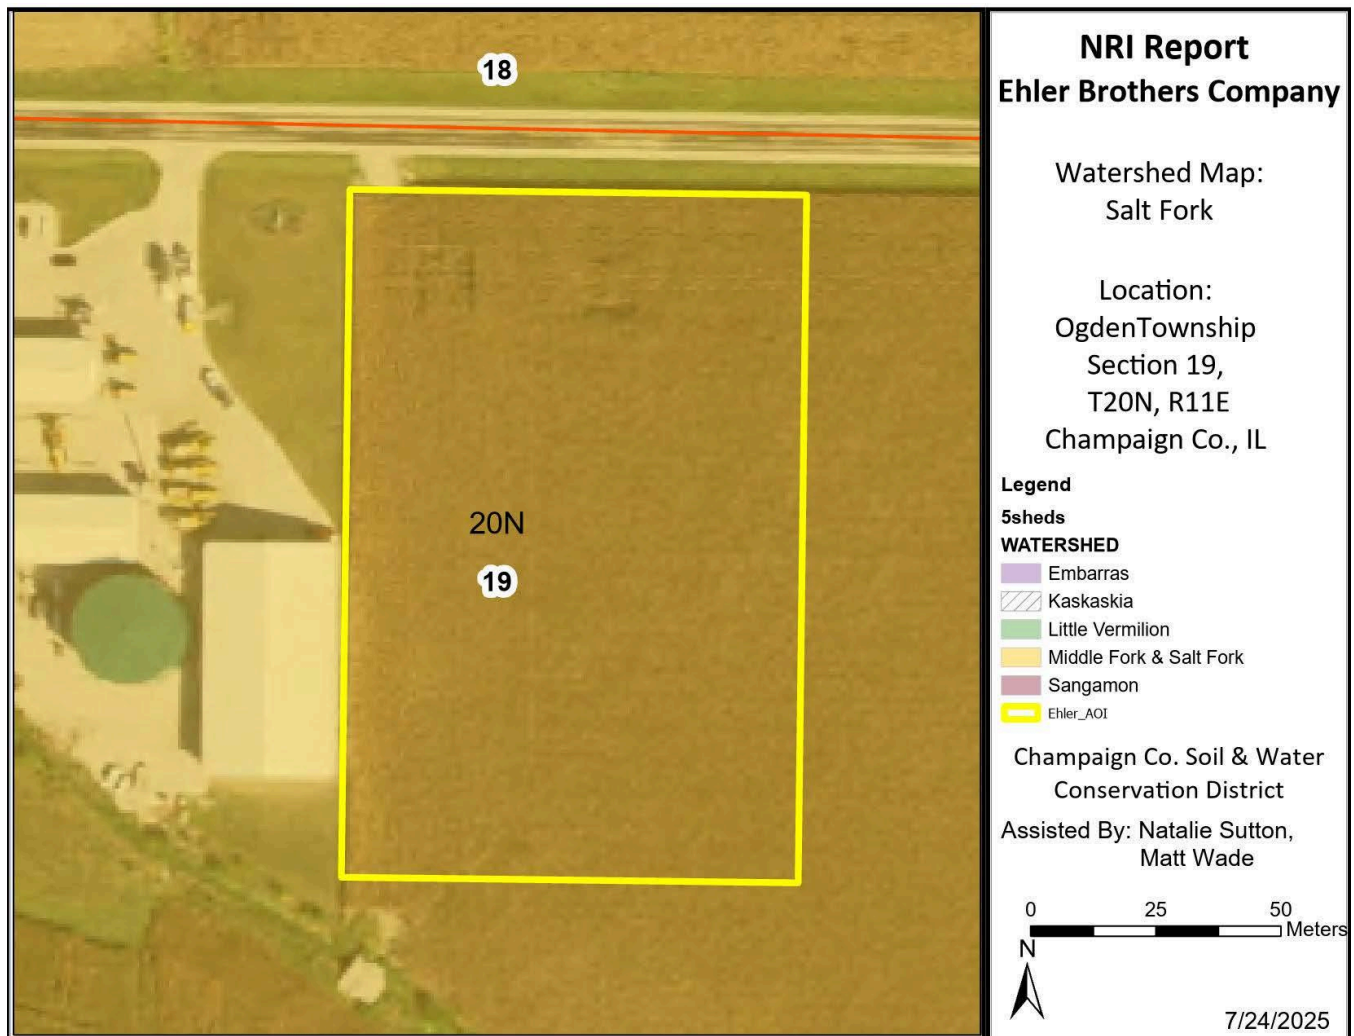 18
20N
19
NRI Report
Ehler Brothers Company
Watershed Map:
Salt Fork
Location:
OgdenTownship
Section 19,
T20N, R11E
Champaign Co., IL
Legend
5sheds
WATERSHED
Embarras
Kaskaskia
Little Vermilion
Middle Fork & Salt Fork
Sangamon
Ehler_AOI
Champaign Co. Soil & Water
Conservation District
Assisted By: Natalie Sutton,
Matt Wade
0 25 50
Meters
N
7/24/2025